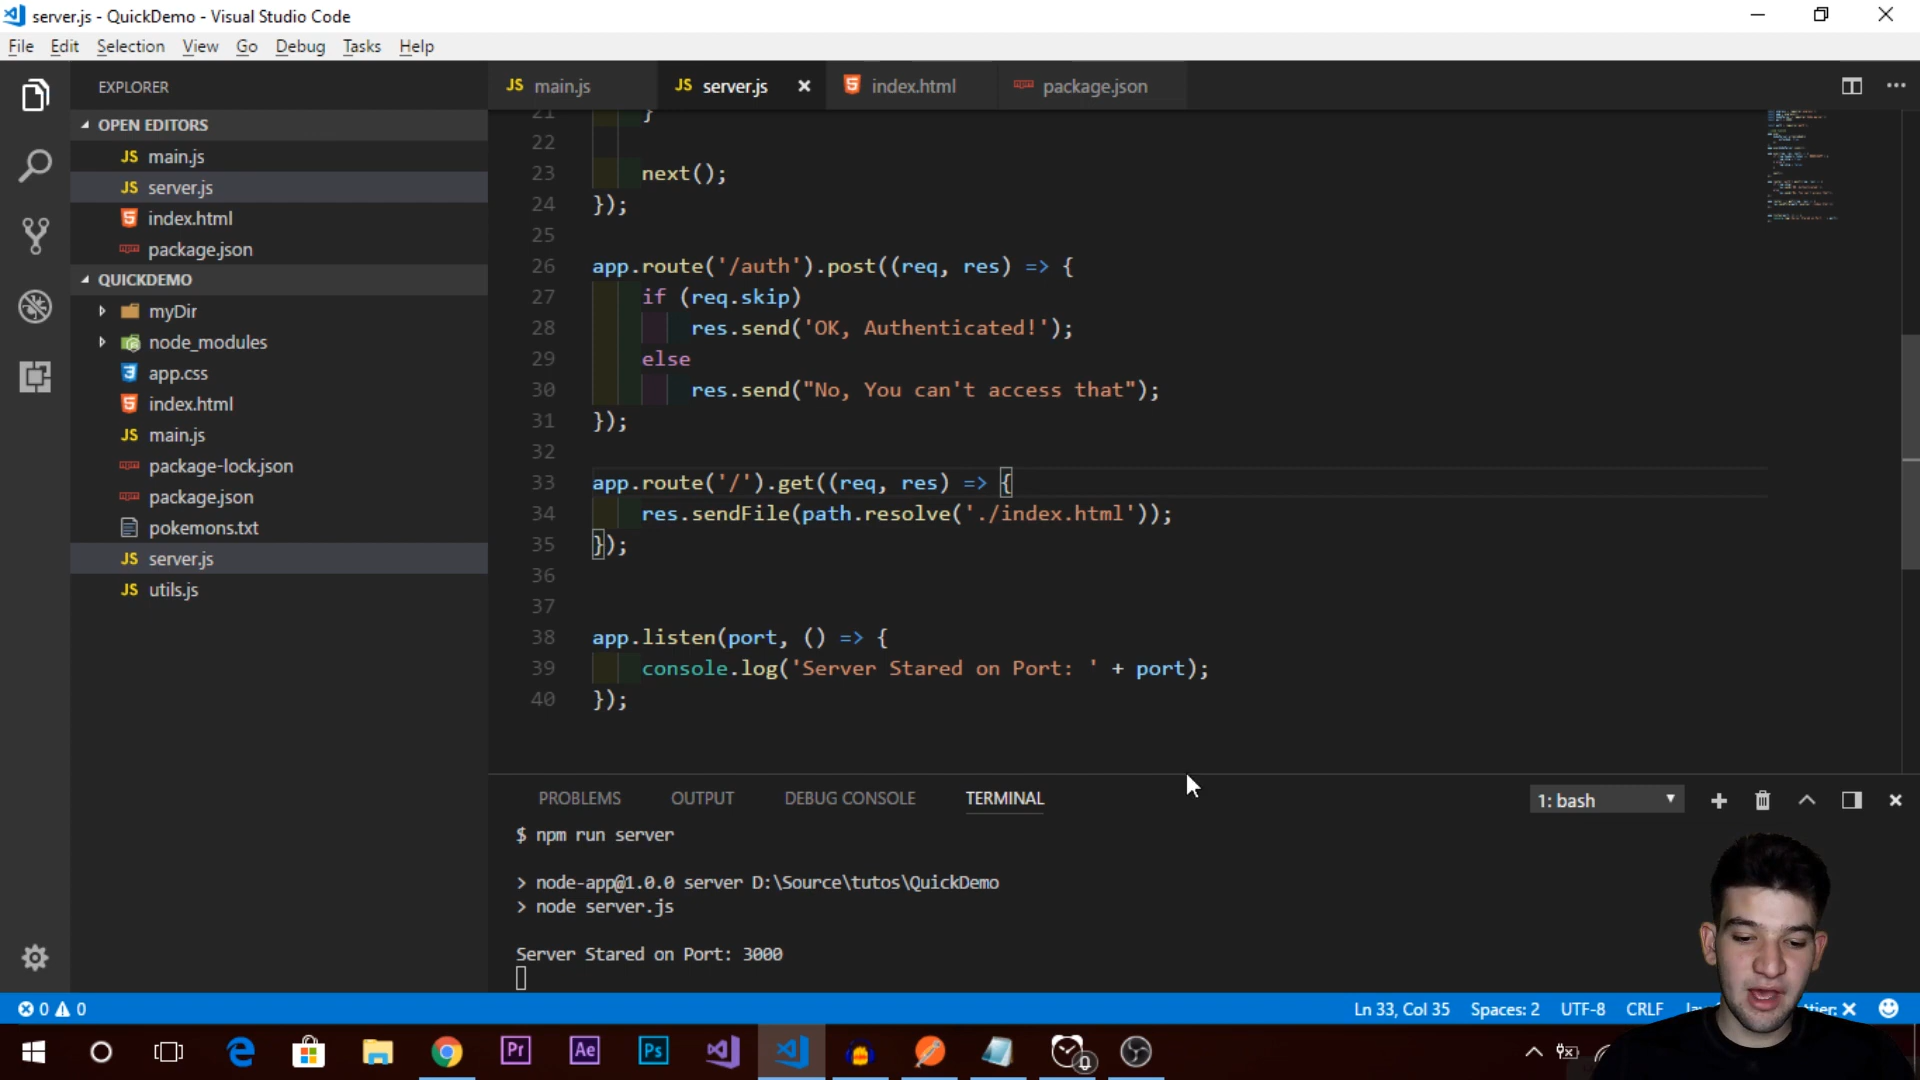 server.js - QuickDemo - Visual Studio Code
File Edit Selection View Go Debug Tasks Help
EXPLORER
JS main.js
JS server.js
index.html
package.json
OPEN EDITORS
JS main.js
JS server.js
index.html
package.json
QUICKDEMO
myDir
node_modules
app.css
index.html
JS main.js
package-lock.json
package.json
pokemons.txt
JS server.js
JS utils.js
21 }
22
23 next();
24 });
25
26 app.route('/auth').post((req, res) => {
27 if (req.skip)
28 res.send('OK, Authenticated!');
29 else
30 res.send("No, You can't access that");
31 });
32
33 app.route('/').get((req, res) => {
34 res.sendFile(path.resolve('./index.html'));
35 });
36
37
38 app.listen(port, () => {
39 console.log('Server Stared on Port: ' + port);
40 });
PROBLEMS OUTPUT DEBUG CONSOLE TERMINAL
1: bash
$ npm run server
> node-app@1.0.0 server D:\Source\tutos\QuickDemo
> node server.js
Server Stared on Port: 3000
0 0
Ln 33, Col 35 Spaces: 2 UTF-8 CRLF
Pr Ae Ps